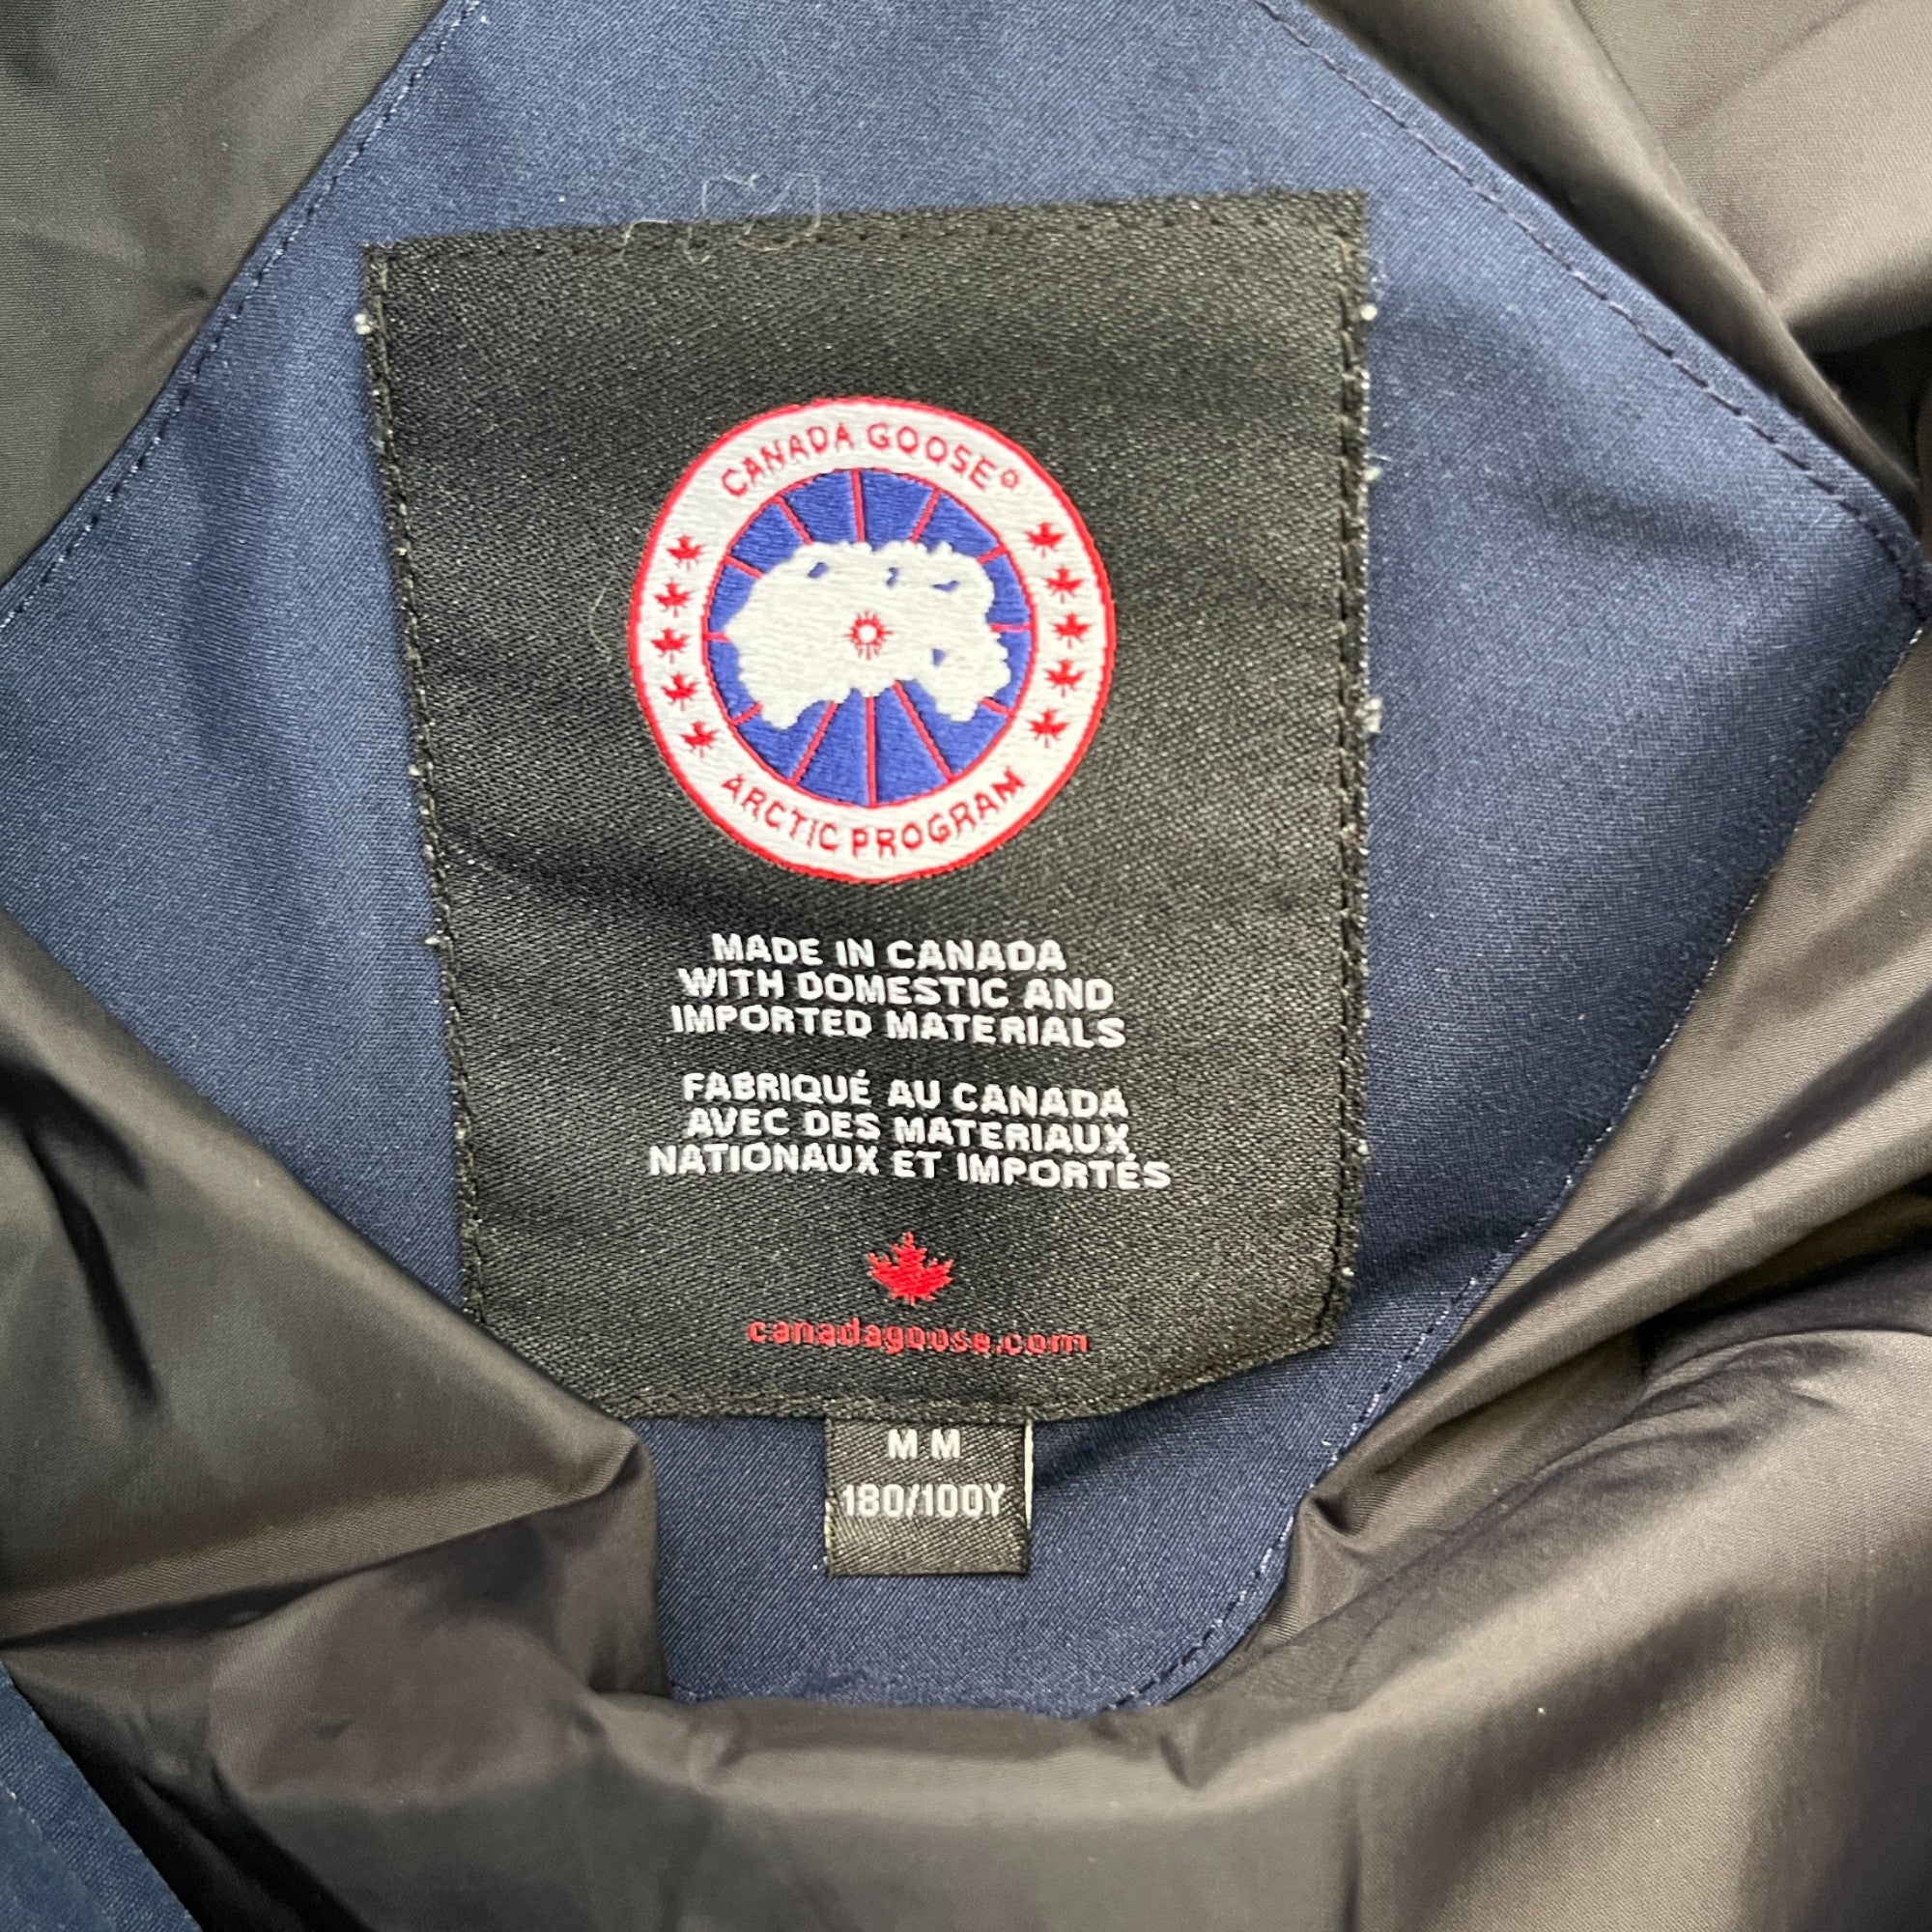 CANADA GOOSE®
ARCTIC PROGRAM
MADE IN CANADA
WITH DOMESTIC AND
IMPORTED MATERIALS
FABRIQUÉ AU CANADA
AVEC DES MATERIAUX
NATIONAUX ET IMPORTÉS
canadagoose.com
M M
180/100Y